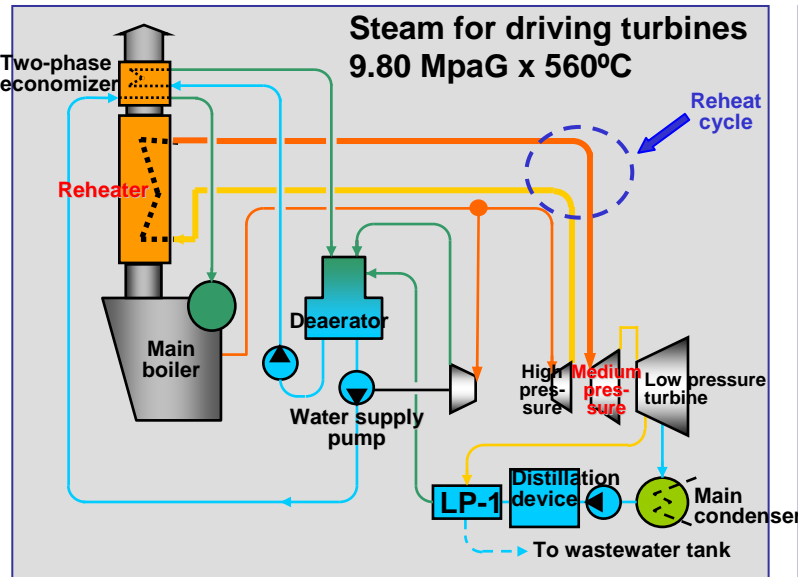 Steam for driving turbines
9.80 MpaG x 560ºC
Two-phase
economizer
Reheat
cycle
Reheater
Deaerator
Main
boiler
High
pres-
sure
Medium
pres-
sure
Low pressure
turbine
Water supply
pump
Distillation
device
LP-1
Main
condenser
To wastewater tank